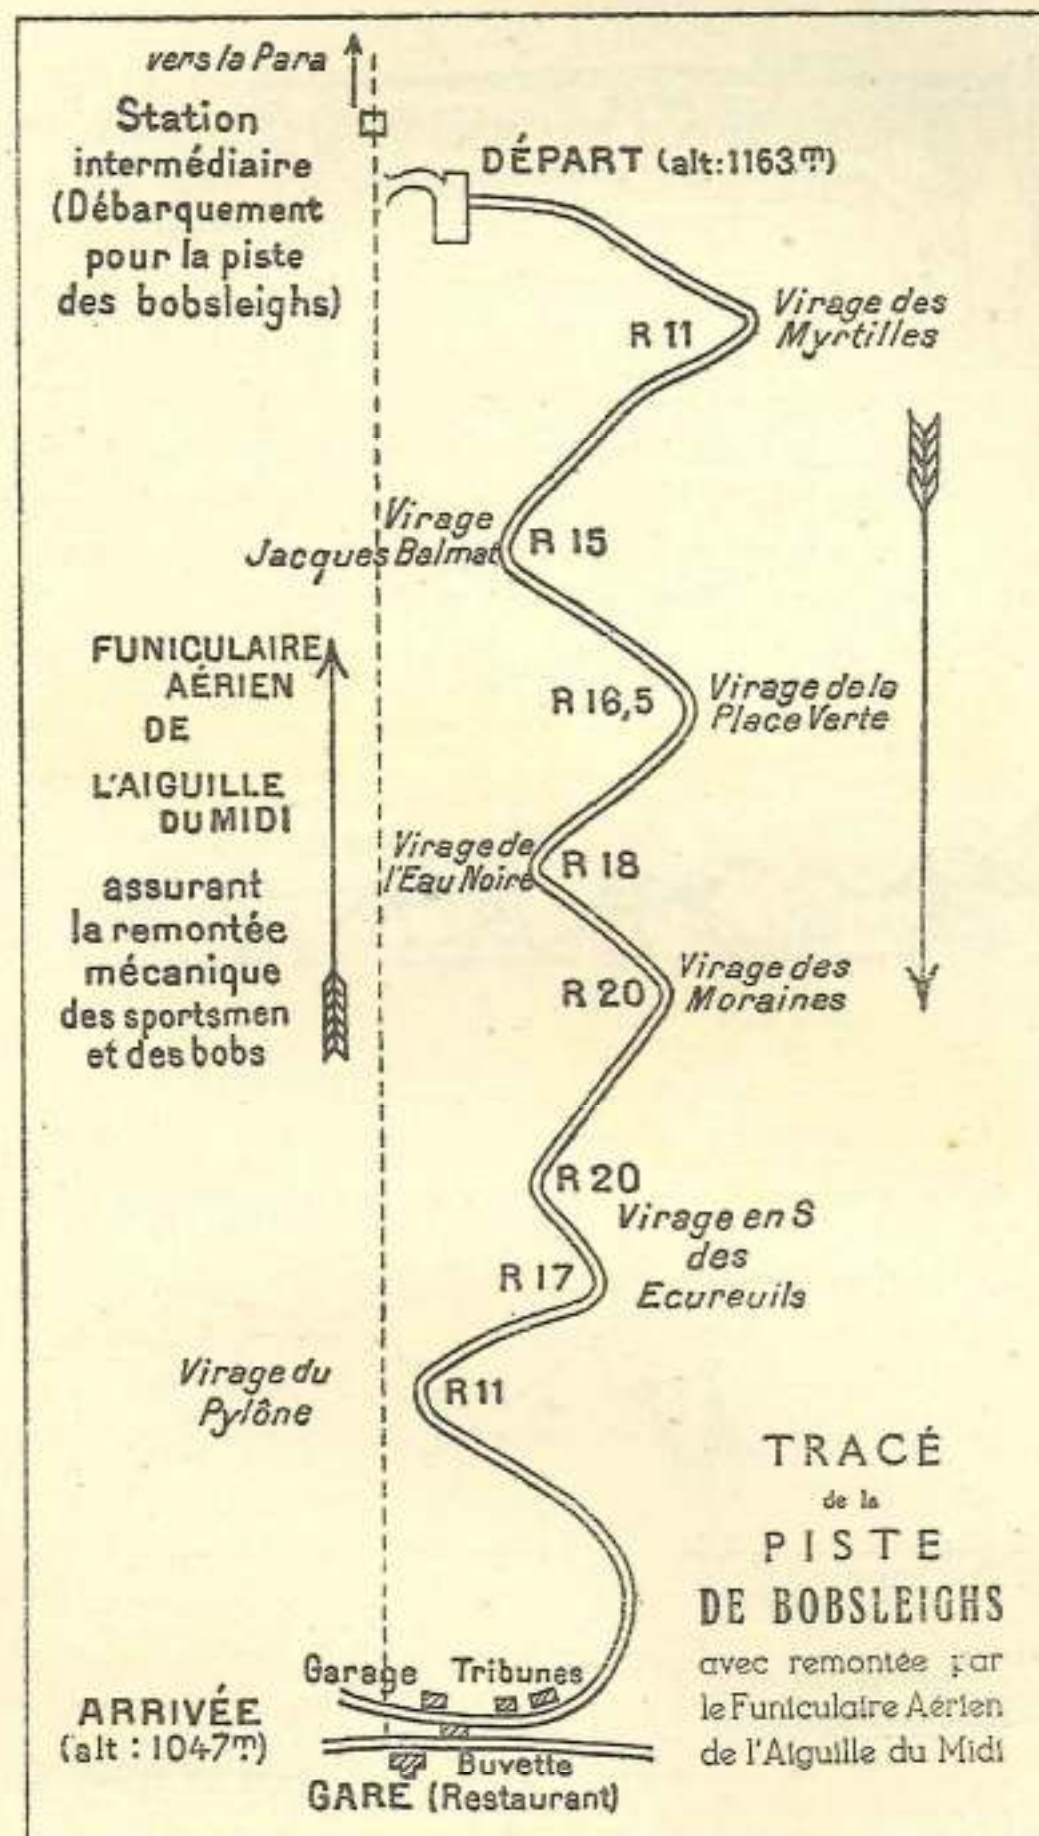 vers la Para
Station
intermédiaire
(Débarquement
pour la piste
des bobsleighs)
DÉPART (alt:1163m)
Virage des
Myrtilles
R 11
Virage
Jacques Balmat
R 15
FUNICULAIRE
AÉRIEN
DE
L'AIGUILLE
DU MIDI
assurant
la remontée
mécanique
des sportsmen
et des bobs
R 16,5
Virage de la
Place Verte
Virage de
l'Eau Noire
R 18
R 20
Virage des
Moraines
R 20
Virage en S
des
Ecureuils
R 17
Virage du
Pylône
R 11
TRACÉ
de la
PISTE
DE BOBSLEIGHS
avec remontée par
le Funiculaire Aérien
de l'Aiguille du Midi
Garage
Tribunes
ARRIVÉE
(alt : 1047m)
Buvette
GARE (Restaurant)